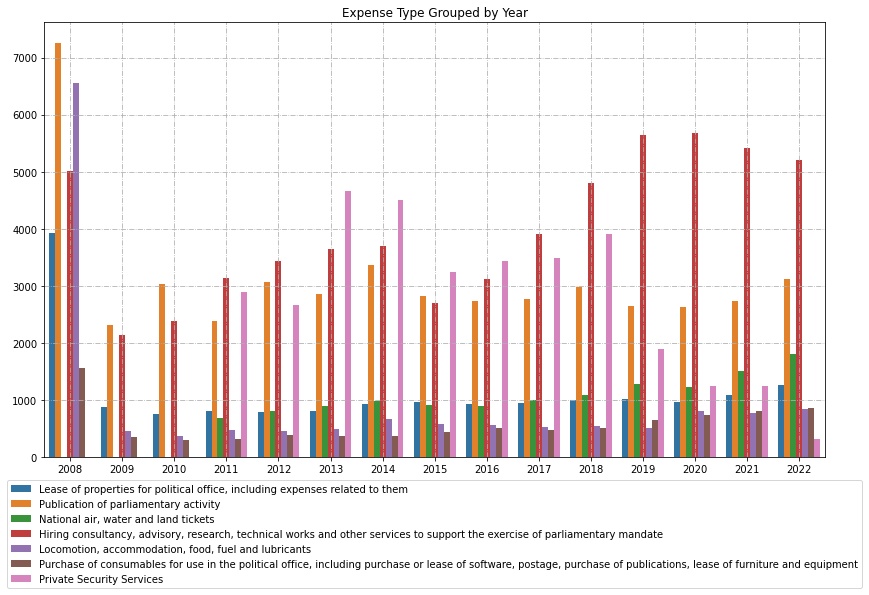 Expense Type Grouped by Year
7000
6000
5000
4000
3000
2000
1000
0
2008 2009 2010 2011 2012 2013 2014 2015 2016 2017 2018 2019 2020 2021 2022
Lease of properties for political office, including expenses related to them
Publication of parliamentary activity
National air, water and land tickets
Hiring consultancy, advisory, research, technical works and other services to support the exercise of parliamentary mandate
Locomotion, accommodation, food, fuel and lubricants
Purchase of consumables for use in the political office, including purchase or lease of software, postage, purchase of publications, lease of furniture and equipment
Private Security Services